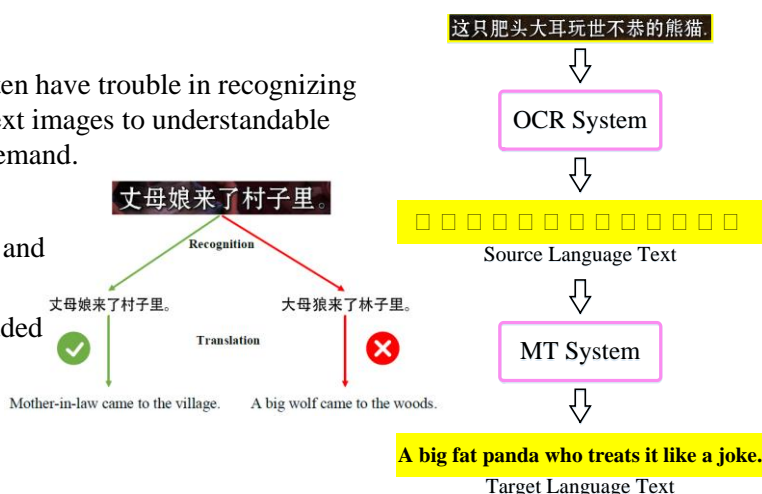 ten have trouble in recognizing
ext images to understandable
emand.
丈母娘来了村子里。
and
Recognition
丈母娘来了村子里。
大母狼来了林子里。
ded
Translation
Mother-in-law came to the village.
A big wolf came to the woods.
这只肥头大耳玩世不恭的熊猫.
OCR System
□ □ □ □ □ □ □ □ □ □ □ □ □
Source Language Text
MT System
A big fat panda who treats it like a joke.
Target Language Text